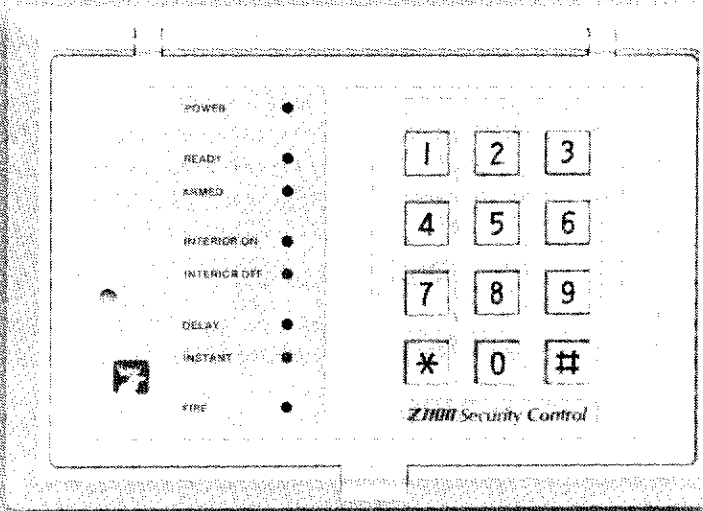 POWER
READY
ARMED
INTERIOR ON
INTERIOR OFF
DELAY
INSTANT
FIRE
1 2 3
4 5 6
7 8 9
* 0 #
Z1100 Security Control